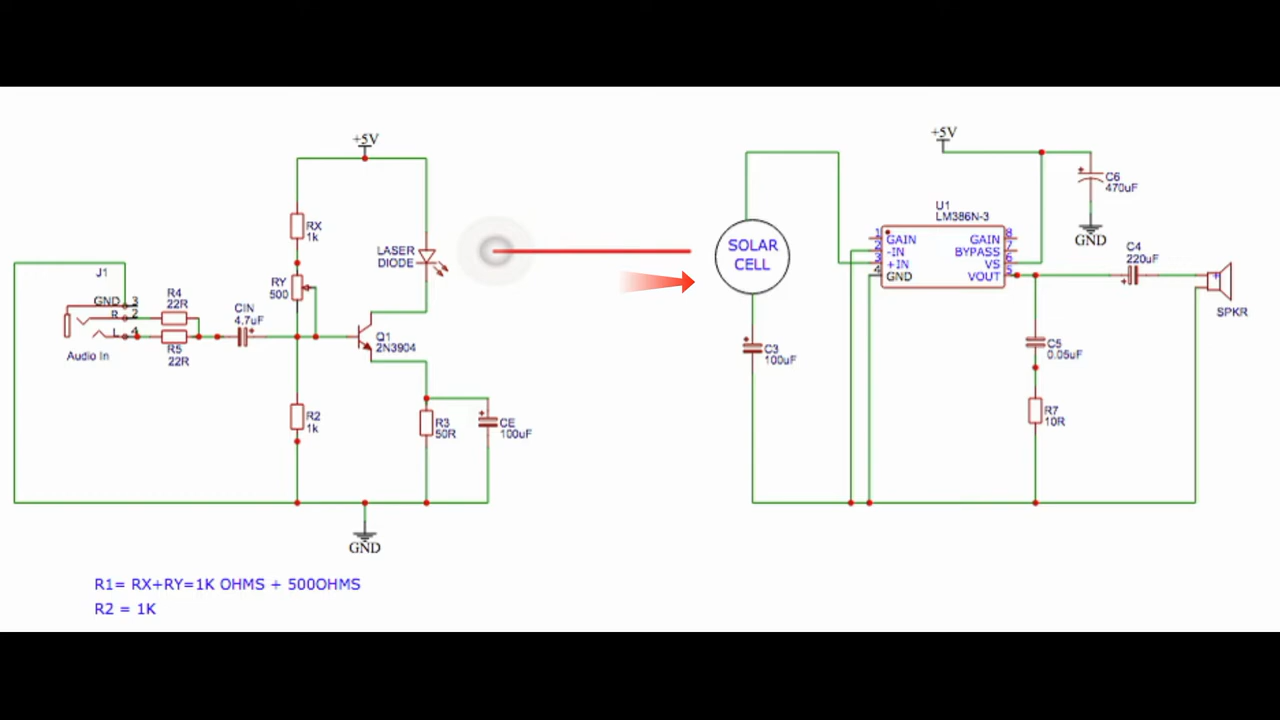 +5V
RX
1k
RY
500
LASER
DIODE
J1
GND 3
R 2
L 4
Audio In
R4
22R
R5
22R
CIN
4.7uF
Q1
2N3904
R2
1k
R3
50R
CE
100uF
GND
R1= RX+RY=1K OHMS + 500OHMS
R2 = 1K
SOLAR
CELL
C3
100uF
+5V
U1
LM386N-3
1 GAIN
2 -IN
3 +IN
4 GND
GAIN 8
BYPASS 7
VS 6
VOUT 5
C6
470uF
GND
C4
220uF
SPKR
C5
0.05uF
R7
10R